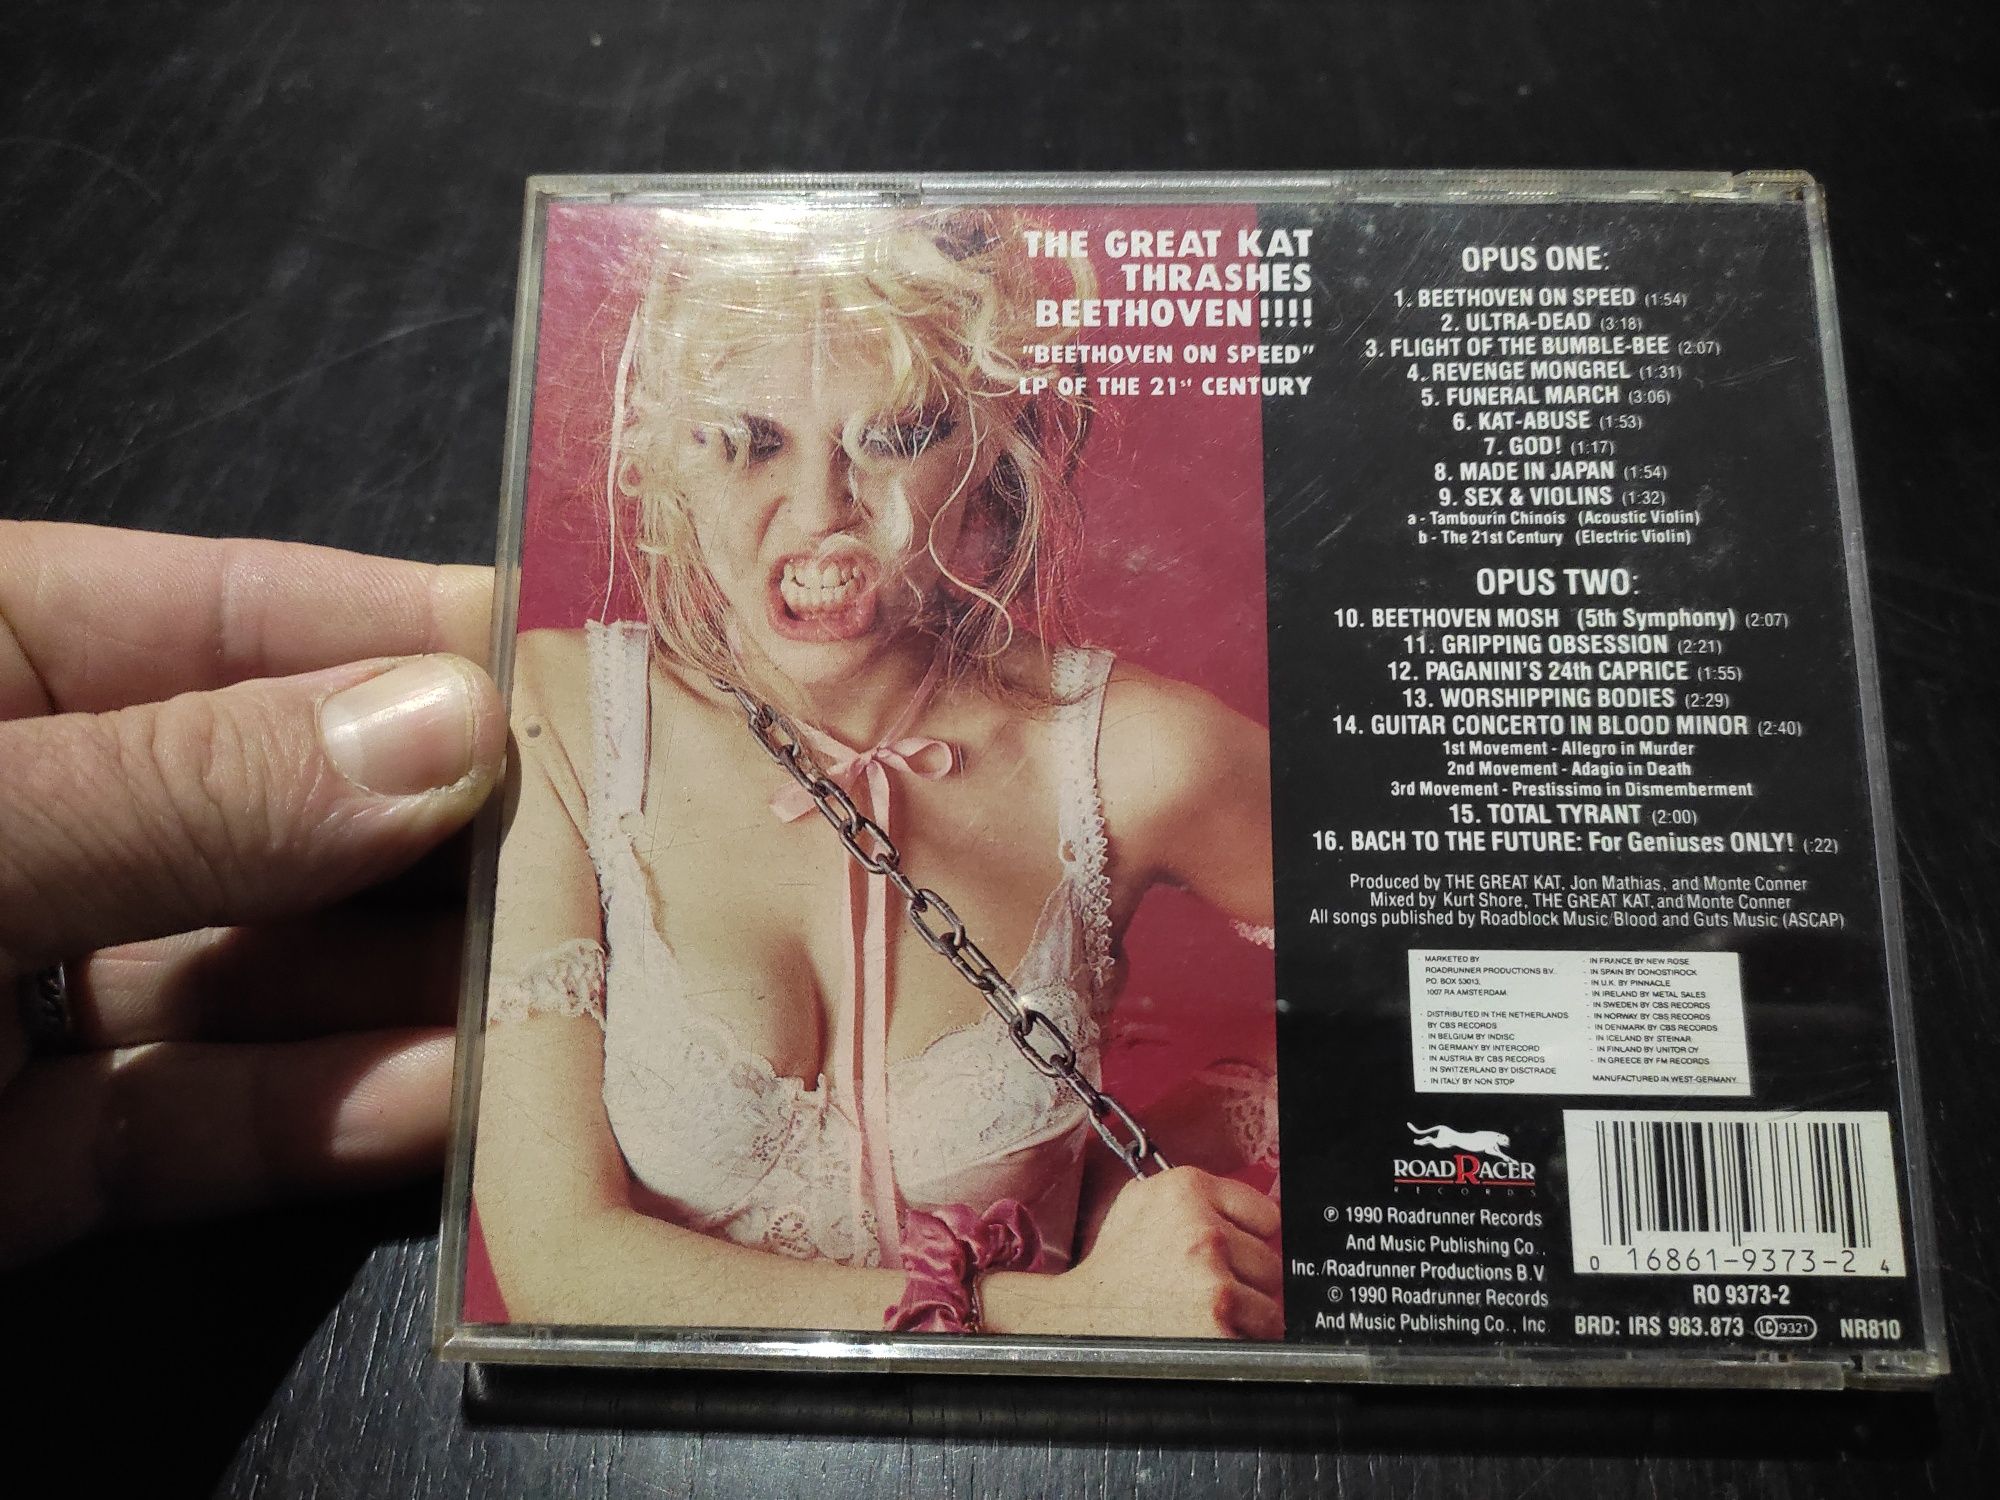 THE GREAT KAT
THRASHES
BEETHOVEN!!!!
"BEETHOVEN ON SPEED"
LP OF THE 21st CENTURY
OPUS ONE:
1. BEETHOVEN ON SPEED (1:54)
2. ULTRA-DEAD (3:18)
3. FLIGHT OF THE BUMBLE-BEE (2:07)
4. REVENGE MONGREL (1:31)
5. FUNERAL MARCH (3:06)
6. KAT-ABUSE (1:53)
7. GOD! (1:17)
8. MADE IN JAPAN (1:54)
9. SEX & VIOLINS (1:32)
a - Tambourin Chinois (Acoustic Violin)
b - The 21st Century (Electric Violin)
OPUS TWO:
10. BEETHOVEN MOSH (5th Symphony) (2:07)
11. GRIPPING OBSESSION (2:21)
12. PAGANINI'S 24th CAPRICE (1:55)
13. WORSHIPPING BODIES (2:29)
14. GUITAR CONCERTO IN BLOOD MINOR (2:40)
1st Movement - Allegro in Murder
2nd Movement - Adagio in Death
3rd Movement - Prestissimo in Dismemberment
15. TOTAL TYRANT (2:00)
16. BACH TO THE FUTURE: For Geniuses ONLY! (:22)
Produced by THE GREAT KAT, Jon Mathias, and Monte Conner
Mixed by Kurt Shore, THE GREAT KAT, and Monte Conner
All songs published by Roadblock Music/Blood and Guts Music (ASCAP)
- MARKETED BY
ROADRUNNER PRODUCTIONS B.V.
P.O. BOX 53013,
1007 RA AMSTERDAM.
- DISTRIBUTED IN THE NETHERLANDS
BY CBS RECORDS
- IN BELGIUM BY INDISC
- IN GERMANY BY INTERCORD
- IN AUSTRIA BY CBS RECORDS
- IN SWITZERLAND BY DISCTRADE
- IN ITALY BY NON STOP
- IN FRANCE BY NEW ROSE
- IN SPAIN BY DONOSTIROCK
- IN U.K. BY PINNACLE
- IN IRELAND BY METAL SALES
- IN SWEDEN BY CBS RECORDS
- IN NORWAY BY CBS RECORDS
- IN DENMARK BY CBS RECORDS
- IN ICELAND BY STEINAR
- IN FINLAND BY UNITOR OY
- IN GREECE BY FM RECORDS
MANUFACTURED IN WEST-GERMANY
ROADRACER
RECORDS
℗ 1990 Roadrunner Records
And Music Publishing Co.,
Inc./Roadrunner Productions B.V
© 1990 Roadrunner Records
And Music Publishing Co., Inc.
0 16861-9373-2 4
RO 9373-2
BRD: IRS 983.873 LC 9321 NR810